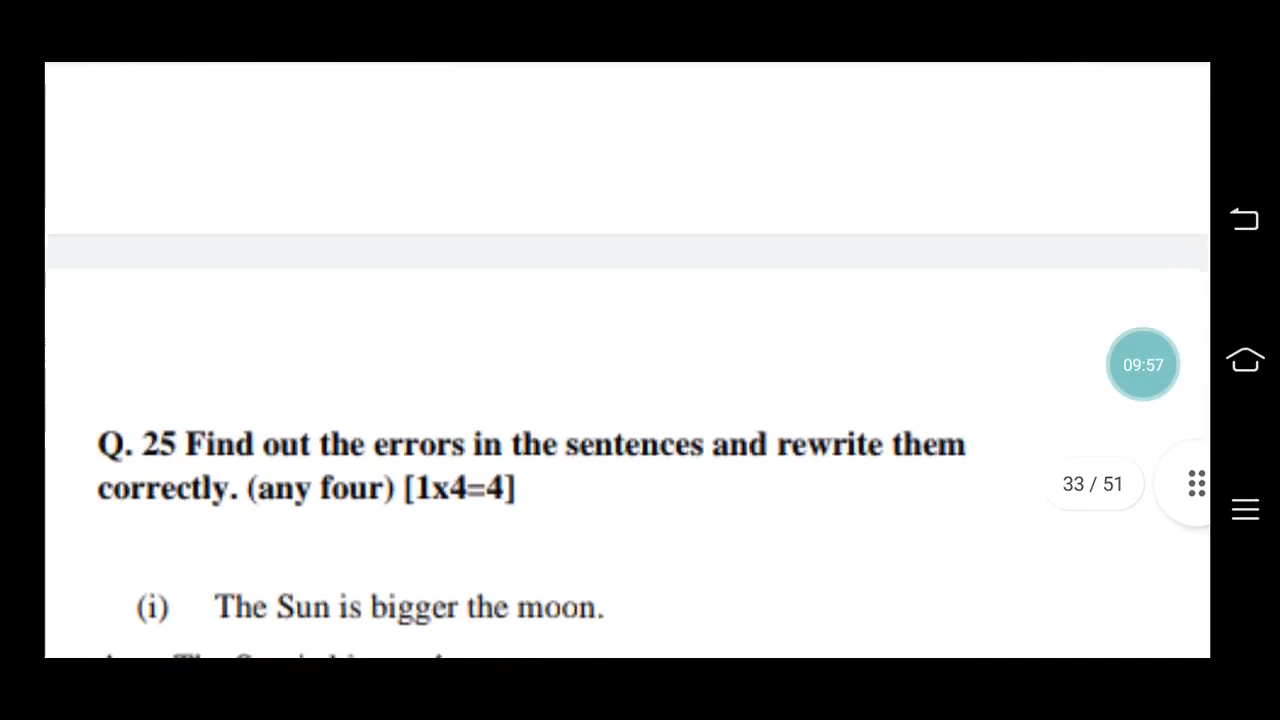 09:57
Q. 25 Find out the errors in the sentences and rewrite them
correctly. (any four) [1x4=4]
33 / 51
(i) The Sun is bigger the moon.